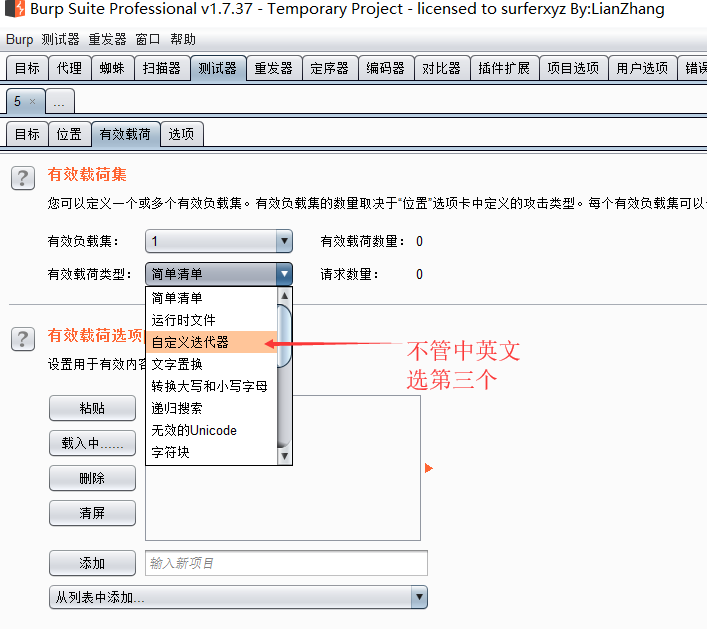 Burp Suite Professional v1.7.37 - Temporary Project - licensed to surferxyz By:LianZhang
Burp 测试器 重发器 窗口 帮助
目标 代理 蜘蛛 扫描器 测试器 重发器 定序器 编码器 对比器 插件扩展 项目选项 用户选项 错误
5 × ...
目标 位置 有效载荷 选项
? 有效载荷集
您可以定义一个或多个有效负载集。有效负载集的数量取决于“位置”选项卡中定义的攻击类型。每个有效负载集可以
有效负载集： 1 有效载荷数量： 0
有效载荷类型： 简单清单 请求数量： 0
简单清单
运行时文件
? 有效载荷选项
自定义迭代器
不管中英文
选第三个
设置用于有效内容
文字置换
转换大写和小写字母
粘贴
递归搜索
无效的Unicode
载入中......
字符块
删除
清屏
添加 输入新项目
从列表中添加...